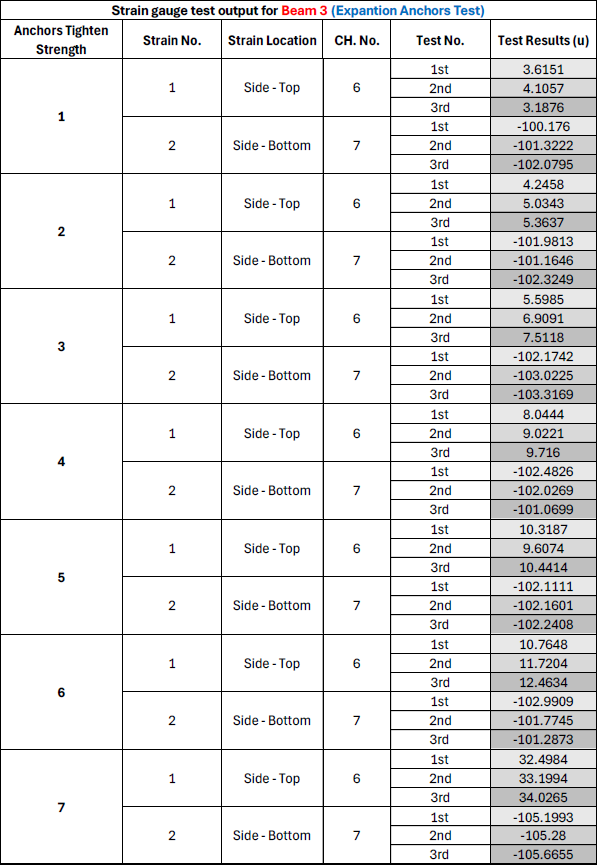 Strain gauge test output for Beam 3 (Expantion Anchors Test)
Anchors Tighten Strength Strain No. Strain Location CH. No. Test No. Test Results (u)
1 1 Side - Top 6 1st 3.6151
2nd 4.1057
3rd 3.1876
2 Side - Bottom 7 1st -100.176
2nd -101.3222
3rd -102.0795
2 1 Side - Top 6 1st 4.2458
2nd 5.0343
3rd 5.3637
2 Side - Bottom 7 1st -101.9813
2nd -101.1646
3rd -102.3249
3 1 Side - Top 6 1st 5.5985
2nd 6.9091
3rd 7.5118
2 Side - Bottom 7 1st -102.1742
2nd -103.0225
3rd -103.3169
4 1 Side - Top 6 1st 8.0444
2nd 9.0221
3rd 9.716
2 Side - Bottom 7 1st -102.4826
2nd -102.0269
3rd -101.0699
5 1 Side - Top 6 1st 10.3187
2nd 9.6074
3rd 10.4414
2 Side - Bottom 7 1st -102.1111
2nd -102.1601
3rd -102.2408
6 1 Side - Top 6 1st 10.7648
2nd 11.7204
3rd 12.4634
2 Side - Bottom 7 1st -102.9909
2nd -101.7745
3rd -101.2873
7 1 Side - Top 6 1st 32.4984
2nd 33.1994
3rd 34.0265
2 Side - Bottom 7 1st -105.1993
2nd -105.28
3rd -105.6655